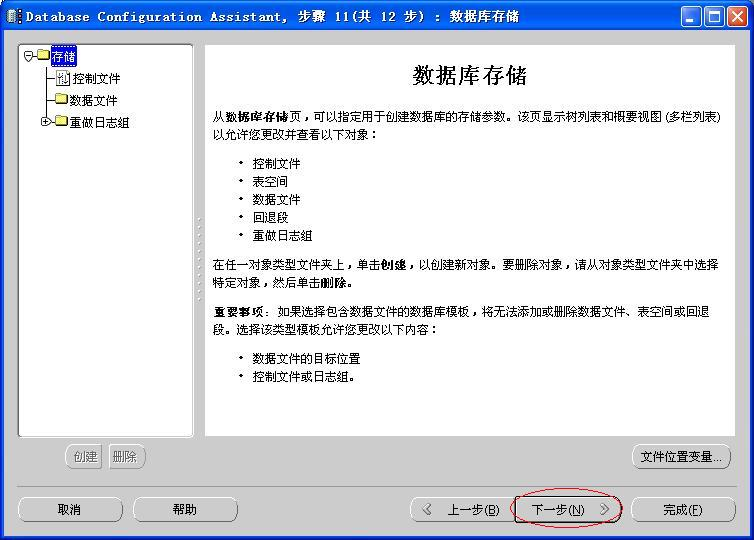 Database Configuration Assistant, 步骤 11(共 12 步) : 数据库存储
存储
控制文件
数据文件
重做日志组
数据库存储
从数据库存储页，可以指定用于创建数据库的存储参数。该页显示树列表和概要视图 (多栏列表)
以允许您更改并查看以下对象：
• 控制文件
• 表空间
• 数据文件
• 回退段
• 重做日志组
在任一对象类型文件夹上，单击创建，以创建新对象。要删除对象，请从对象类型文件夹中选择
特定对象，然后单击删除。
重要事项： 如果选择包含数据文件的数据库模板，将无法添加或删除数据文件、表空间或回退
段。选择该类型模板允许您更改以下内容：
• 数据文件的目标位置
• 控制文件或日志组。
创建 删除 文件位置变量...
取消 帮助 上一步(B) 下一步(N) 完成(F)